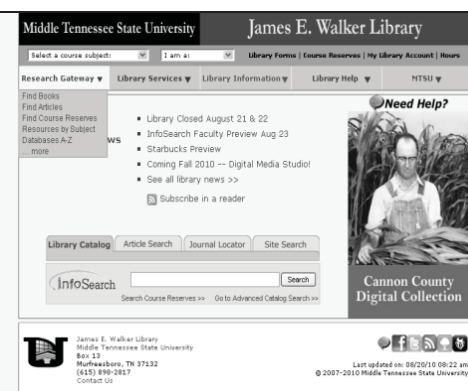 Middle Tennessee State University
James E. Walker Library
Select a course subject:
I am a:
Library Forms | Course Reserves | My Library Account | Hours
Research Gateway ▼
Library Services ▼
Library Information ▼
Library Help ▼
MTSU ▼
Find Books
Find Articles
Find Course Reserves
Resources by Subject
Databases A-Z
... more
ws
▪ Library Closed August 21 & 22
▪ InfoSearch Faculty Preview Aug 23
▪ Starbucks Preview
▪ Coming Fall 2010 -- Digital Media Studio!
▪ See all library news >>
Subscribe in a reader
Need Help?
Library Catalog
Article Search
Journal Locator
Site Search
InfoSearch
Search
Search Course Reserves >>
Go to Advanced Catalog Search >>
Cannon County
Digital Collection
James E. Walker Library
Middle Tennessee State University
Box 13
Murfreesboro, TN 37132
(615) 898-2817
Contact Us
Last updated on: 08/20/10 08:22 am
© 2007-2010 Middle Tennessee State University